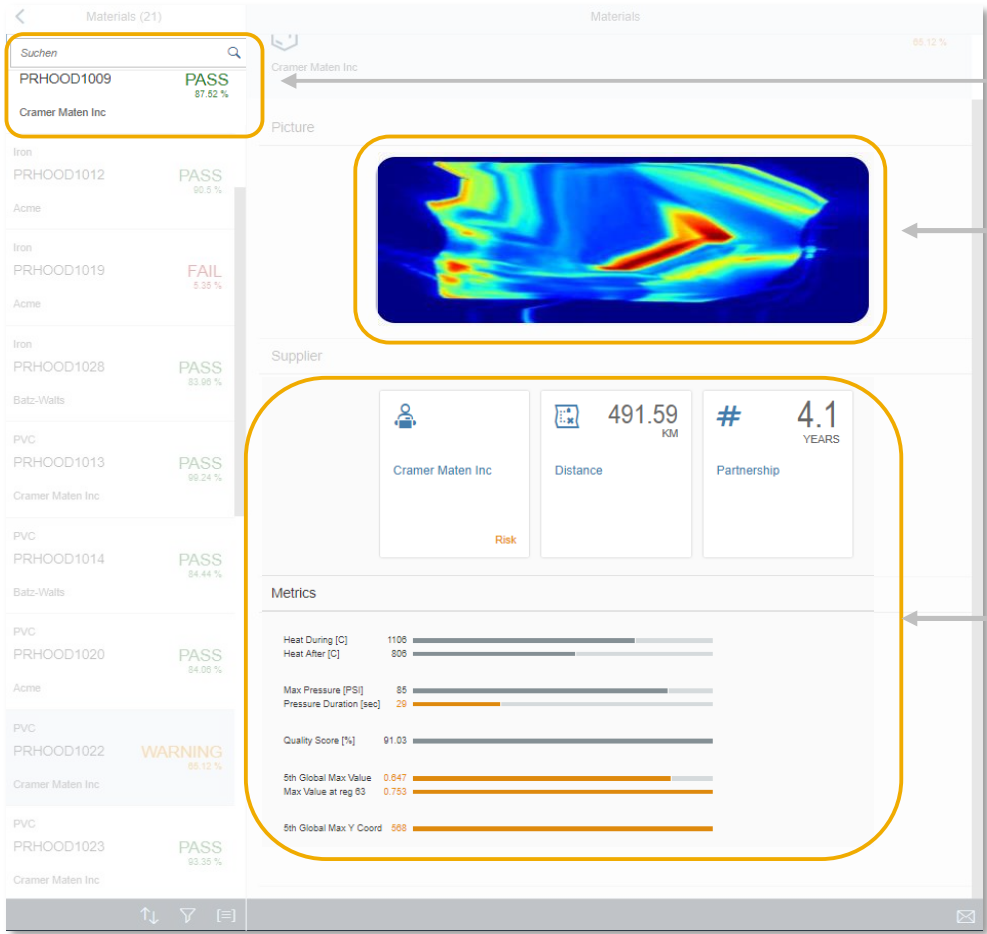 Materials (21)
Materials
Suchen
PRHOOD1009
PASS
87.52 %
Cramer Maten Inc
65.12 %
Cramer Maten Inc
Picture
Iron
PRHOOD1012
PASS
90.5 %
Acme
Iron
PRHOOD1019
FAIL
5.35 %
Acme
Iron
PRHOOD1028
PASS
83.96 %
Batz-Walts
PVC
PRHOOD1013
PASS
99.24 %
Cramer Maten Inc
PVC
PRHOOD1014
PASS
84.44 %
Batz-Walts
PVC
PRHOOD1020
PASS
84.06 %
Acme
PVC
PRHOOD1022
WARNING
65.12 %
Cramer Maten Inc
PVC
PRHOOD1023
PASS
93.35 %
Cramer Maten Inc
Supplier
Cramer Maten Inc
Risk
491.59
KM
Distance
# 4.1
YEARS
Partnership
Metrics
Heat During [C] 1106
Heat After [C] 806
Max Pressure [PSI] 85
Pressure Duration [sec] 29
Quality Score [%] 91.03
5th Global Max Value 0.647
Max Value at reg 63 0.753
5th Global Max Y Coord 568